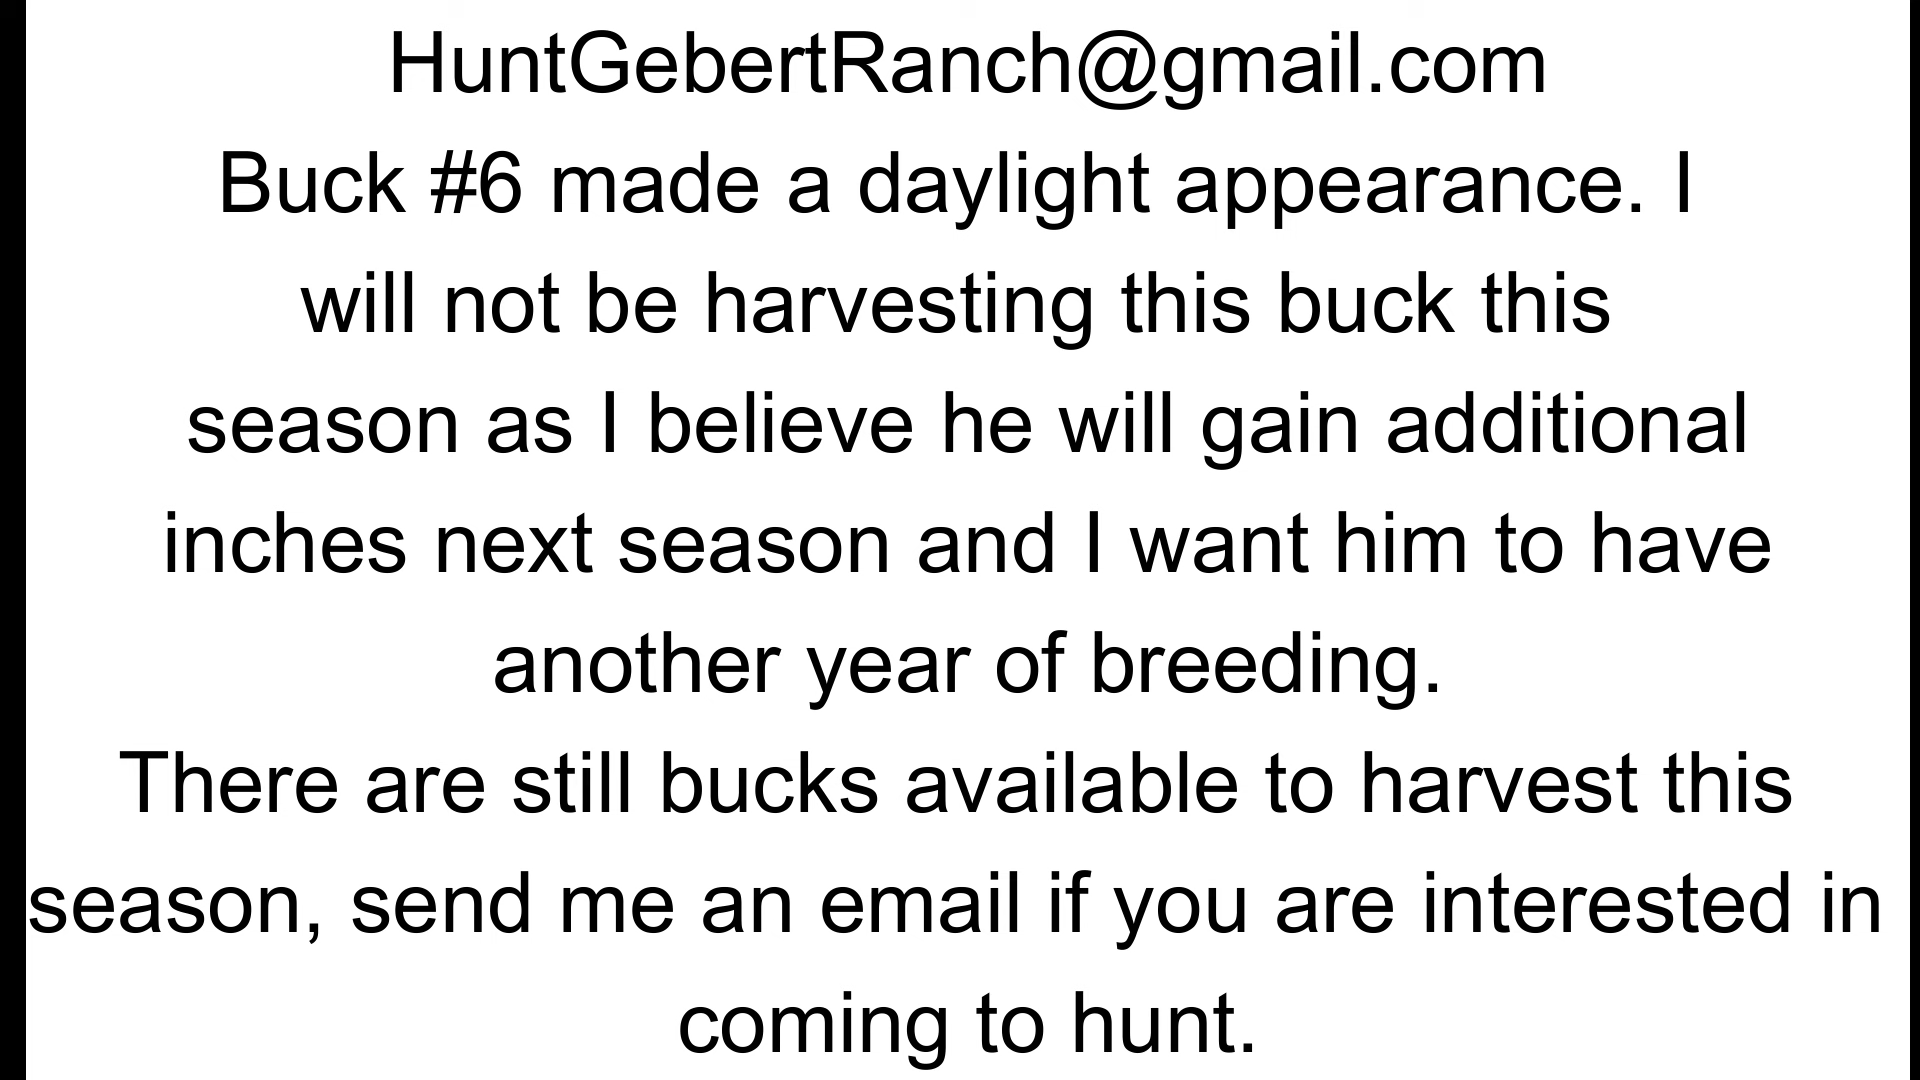 HuntGebertRanch@gmail.com
Buck #6 made a daylight appearance. I
will not be harvesting this buck this
season as I believe he will gain additional
inches next season and I want him to have
another year of breeding.
There are still bucks available to harvest this
season, send me an email if you are interested in
coming to hunt.